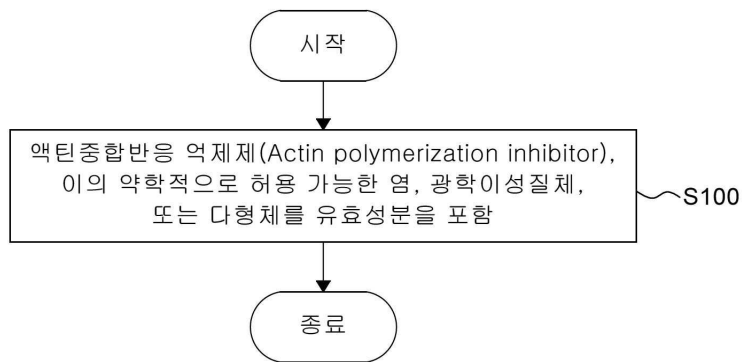 시작
액틴중합반응 억제제(Actin polymerization inhibitor),
이의 약학적으로 허용 가능한 염, 광학이성질체,
또는 다형체를 유효성분을 포함
S100
종료